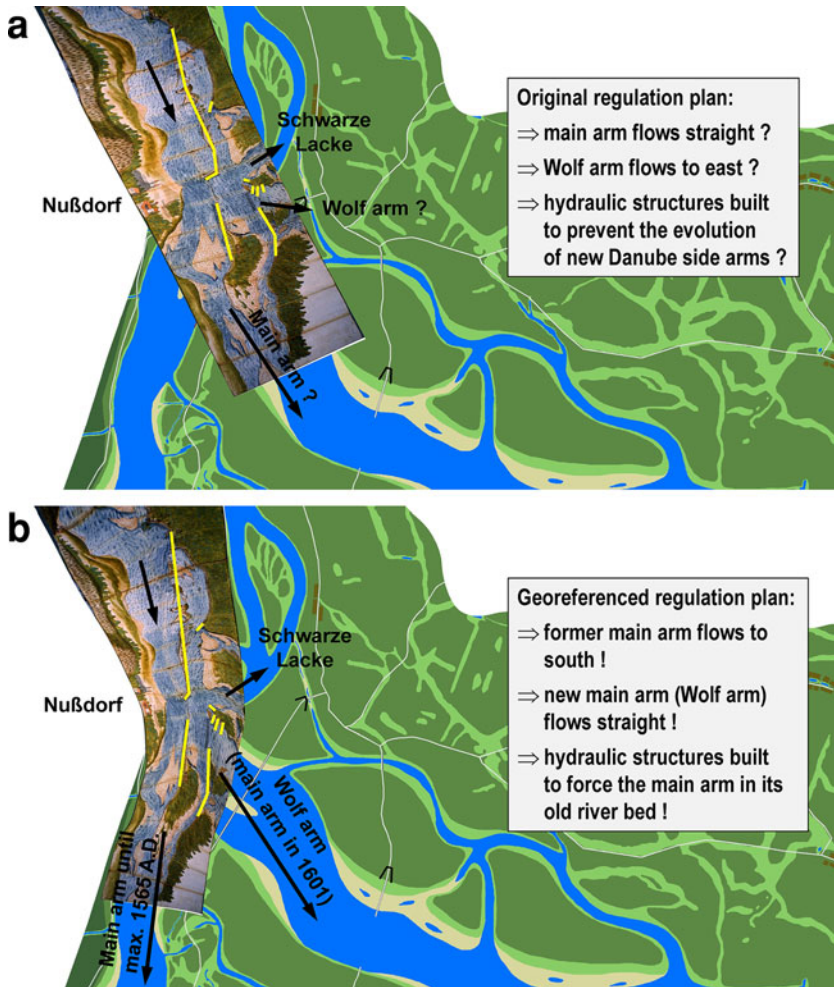 a
Schwarze
Lacke
Nußdorf
Wolf arm ?
Main arm ?
Original regulation plan:
⇒ main arm flows straight ?
⇒ Wolf arm flows to east ?
⇒ hydraulic structures built
to prevent the evolution
of new Danube side arms ?
b
Schwarze
Lacke
Nußdorf
Wolf arm
(main arm in 1601)
Main arm until
max. 1565 A.D.
Georeferenced regulation plan:
⇒ former main arm flows to
south !
⇒ new main arm (Wolf arm)
flows straight !
⇒ hydraulic structures built
to force the main arm in its
old river bed !